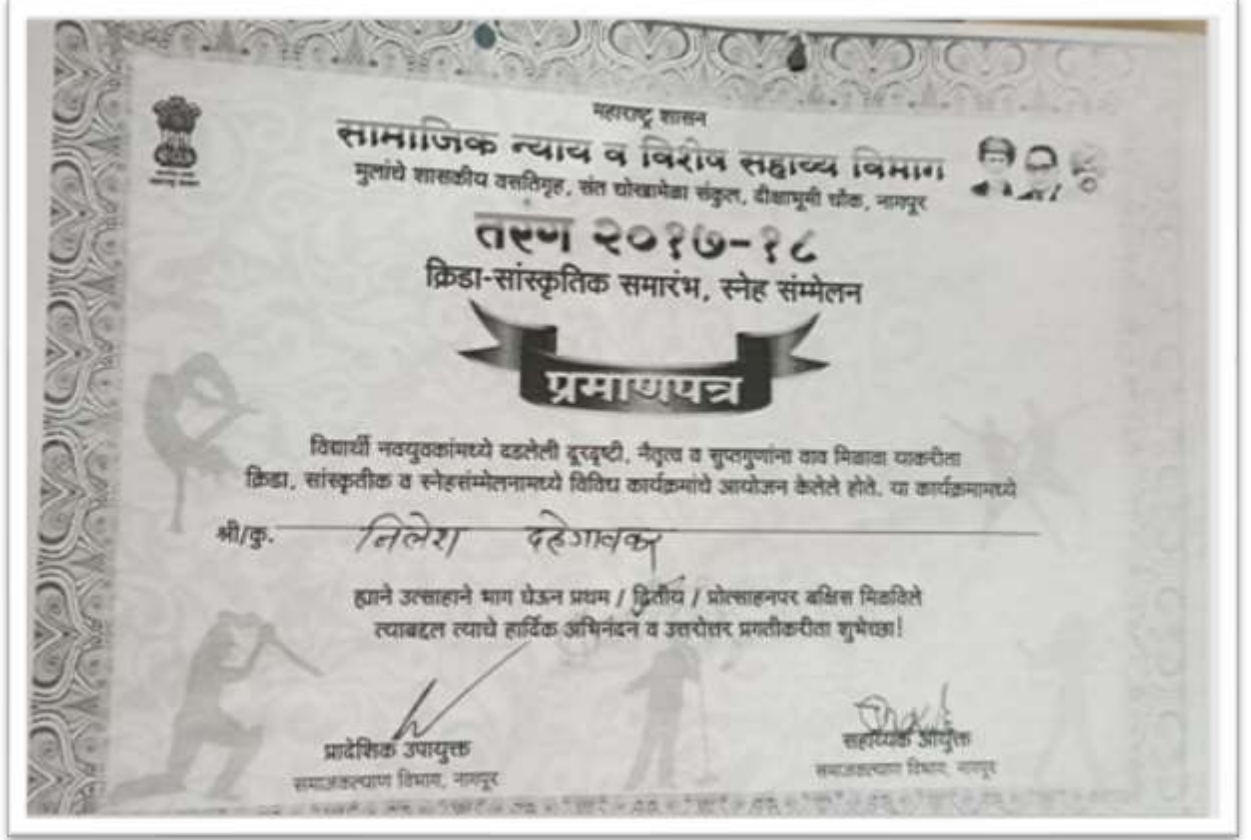 महाराष्ट्र शासन
सामाजिक न्याय व विशेष सहाय्य विभाग
मुलांचे शासकीय वसतिगृह, संत चोखामेळा संकुल, दीक्षाभूमी चौक, नागपूर
तरंग २०१७-१८
क्रिडा-सांस्कृतिक समारंभ, स्नेह संम्मेलन
प्रमाणपत्र
विद्यार्थी नवयुवकांमध्ये दडलेली दूरदृष्टी, नैतृत्व व सुप्तगुणांना वाव मिळावा याकरीता
क्रिडा, सांस्कृतीक व स्नेहसंम्मेलनामध्ये विविध कार्यक्रमांचे आयोजन केलेले होते. या कार्यक्रमामध्ये
श्री/कु. निलेश दहेगावकर
ह्याने उत्साहाने भाग घेऊन प्रथम / द्वितीय / प्रोत्साहनपर बक्षिस मिळविले
त्याबद्दल त्याचे हार्दिक अभिनंदन व उत्तरोत्तर प्रगतीकरीता शुभेच्छा!
प्रादेशिक उपायुक्त
समाजकल्याण विभाग, नागपूर
सहाय्यक आयुक्त
समाजकल्याण विभाग, नागपूर